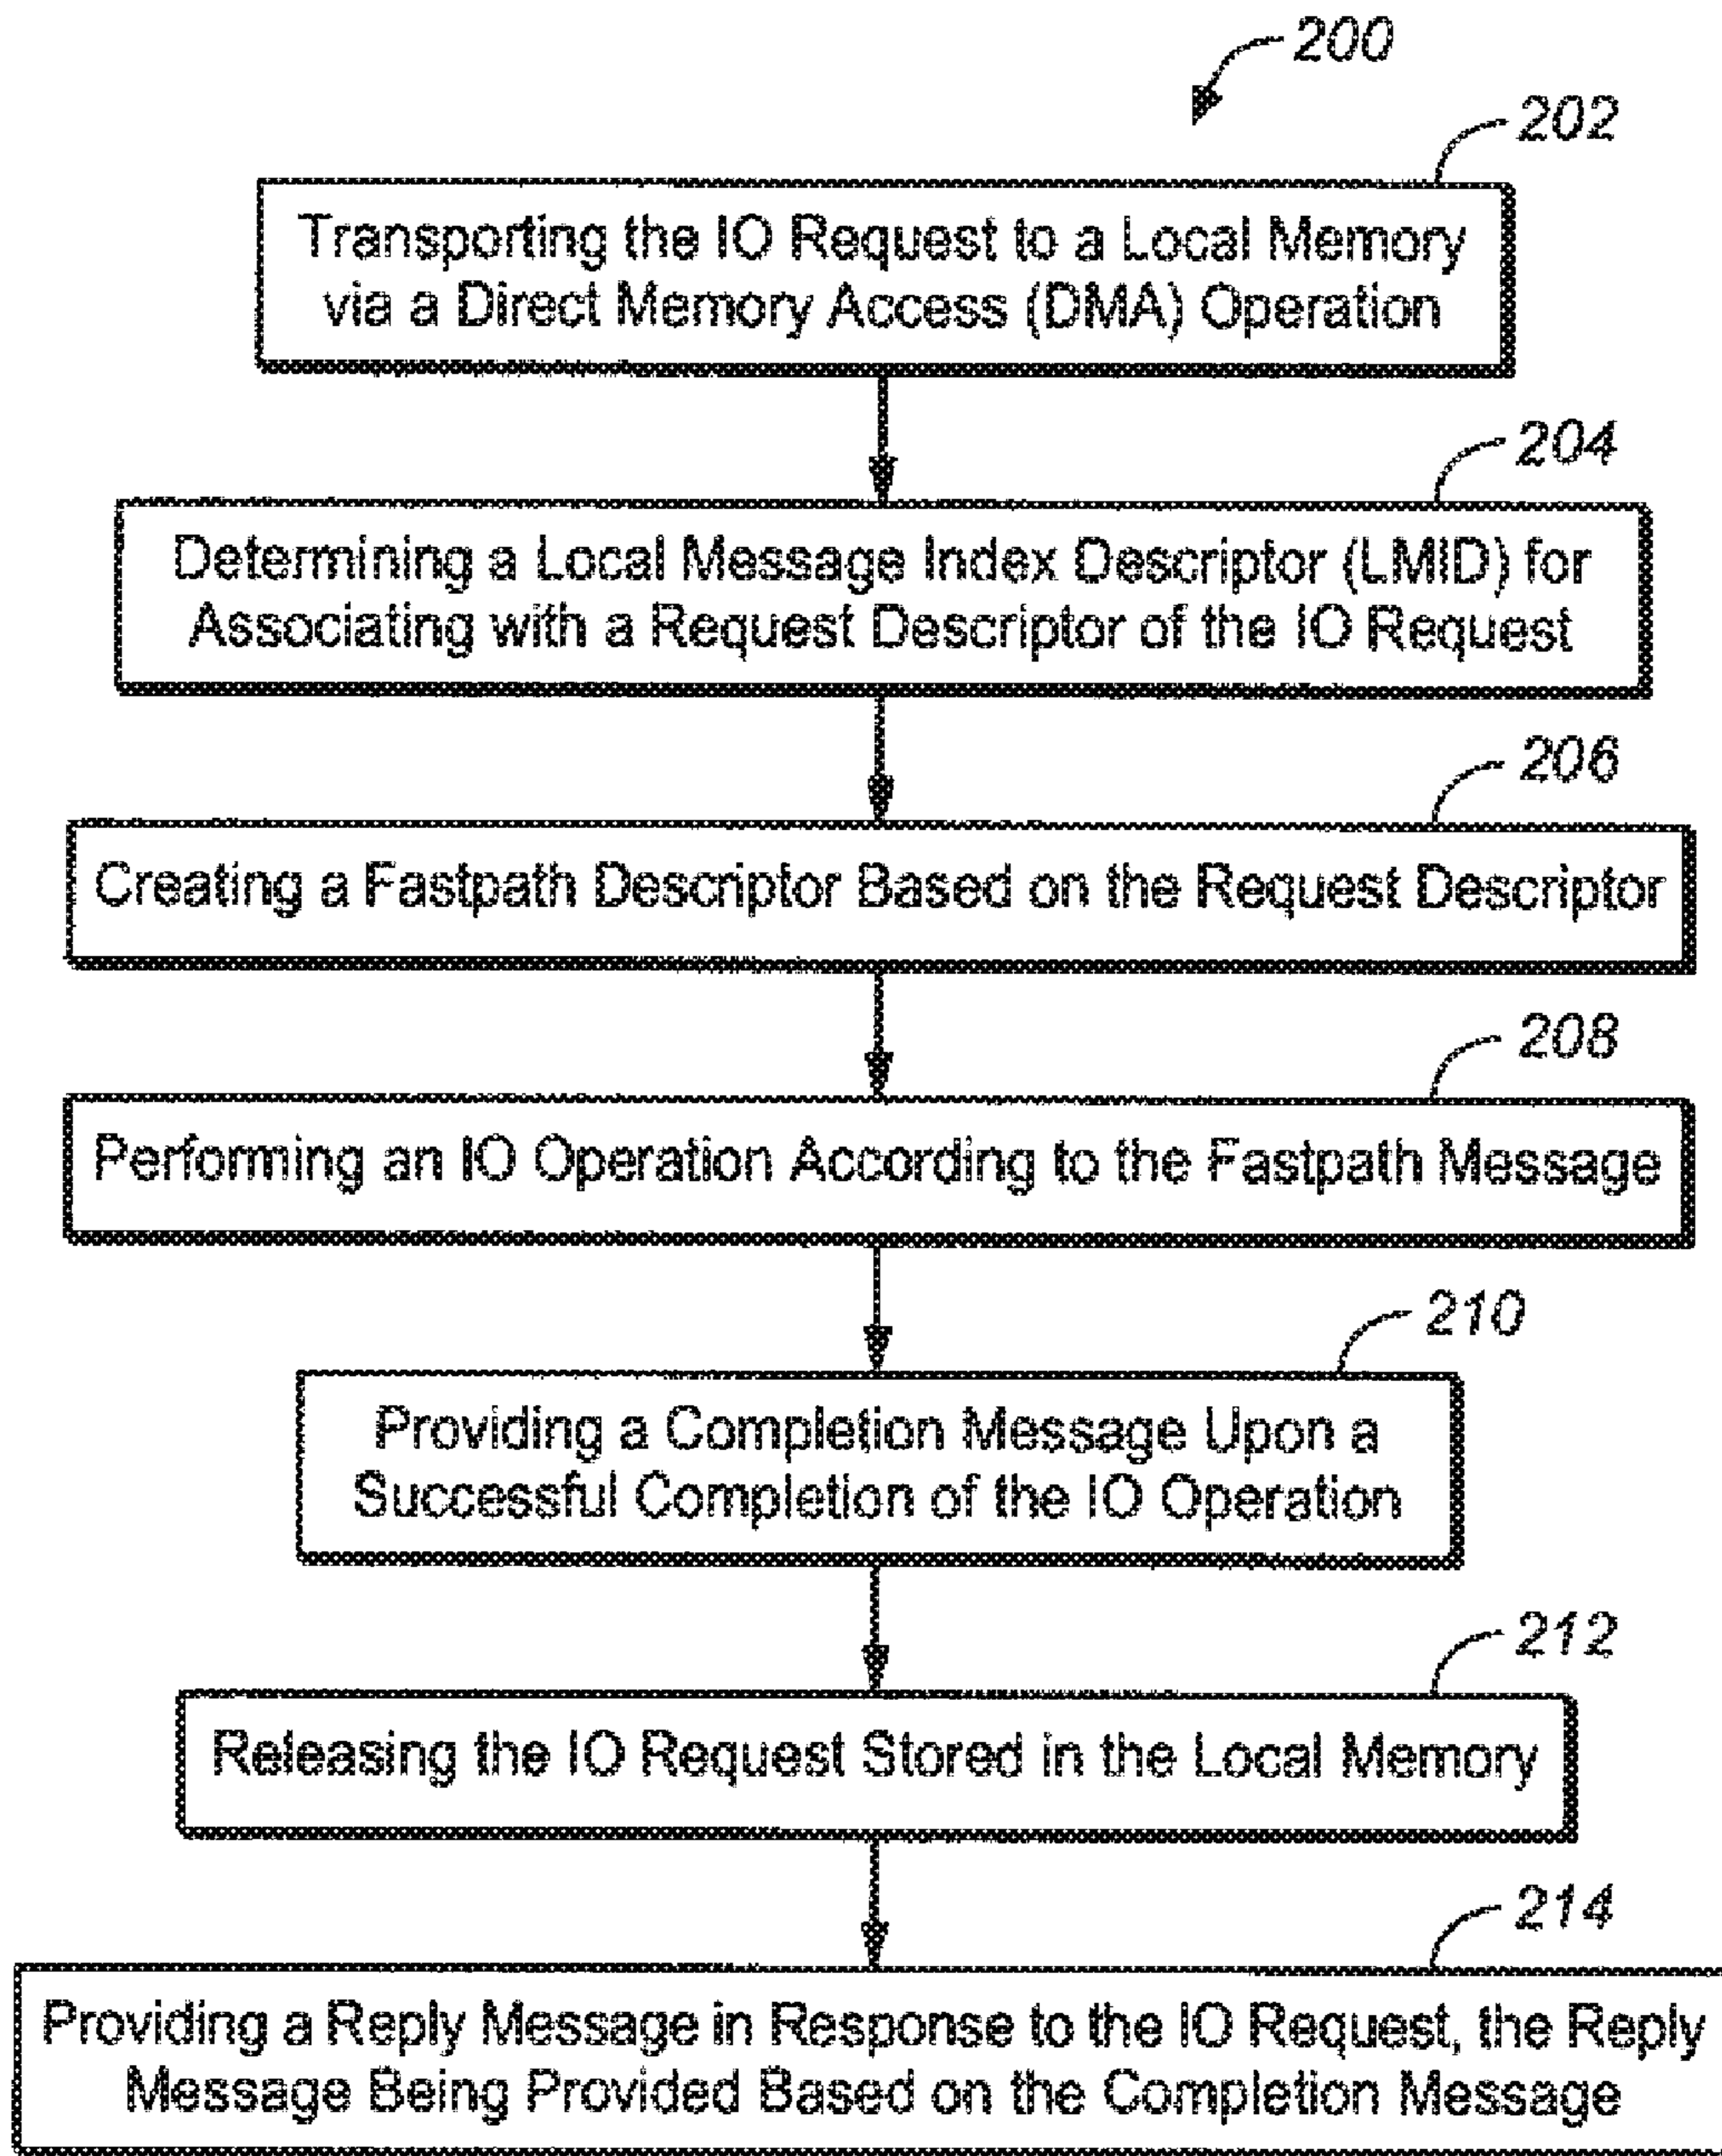 200
202
Transporting the IO Request to a Local Memory
via a Direct Memory Access (DMA) Operation
204
Determining a Local Message Index Descriptor (LMID) for
Associating with a Request Descriptor of the IO Request
206
Creating a Fastpath Descriptor Based on the Request Descriptor
208
Performing an IO Operation According to the Fastpath Message
210
Providing a Completion Message Upon a
Successful Completion of the IO Operation
212
Releasing the IO Request Stored in the Local Memory
214
Providing a Reply Message in Response to the IO Request, the Reply
Message Being Provided Based on the Completion Message